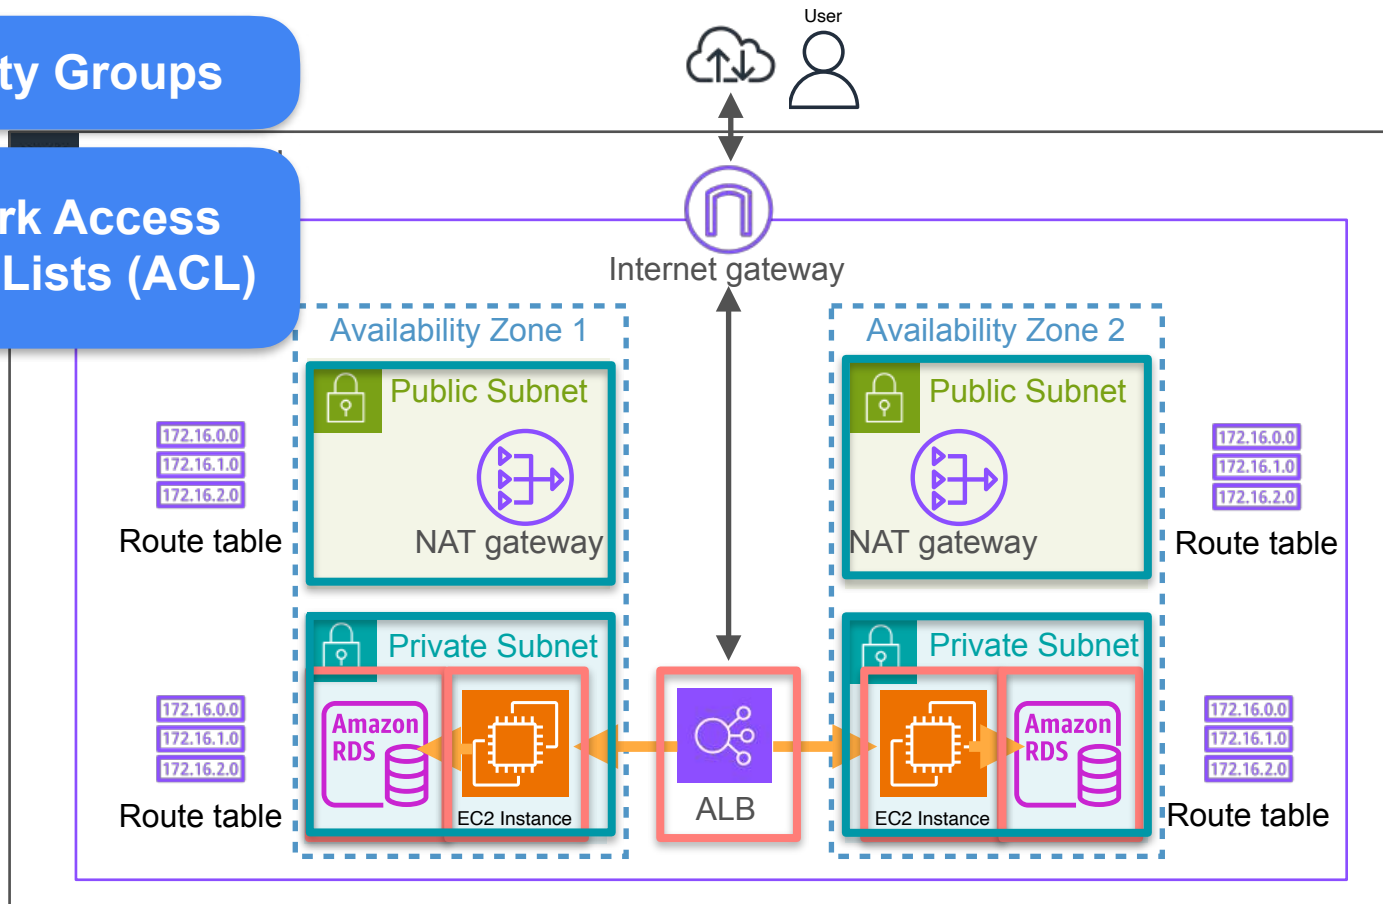 User
ty Groups
rk Access
Lists (ACL)
Internet gateway
Availability Zone 1
Availability Zone 2
Public Subnet
Public Subnet
172.16.0.0
172.16.1.0
172.16.2.0
Route table
NAT gateway
NAT gateway
172.16.0.0
172.16.1.0
172.16.2.0
Route table
Private Subnet
Private Subnet
172.16.0.0
172.16.1.0
172.16.2.0
Route table
Amazon
RDS
EC2 Instance
ALB
EC2 Instance
Amazon
RDS
172.16.0.0
172.16.1.0
172.16.2.0
Route table